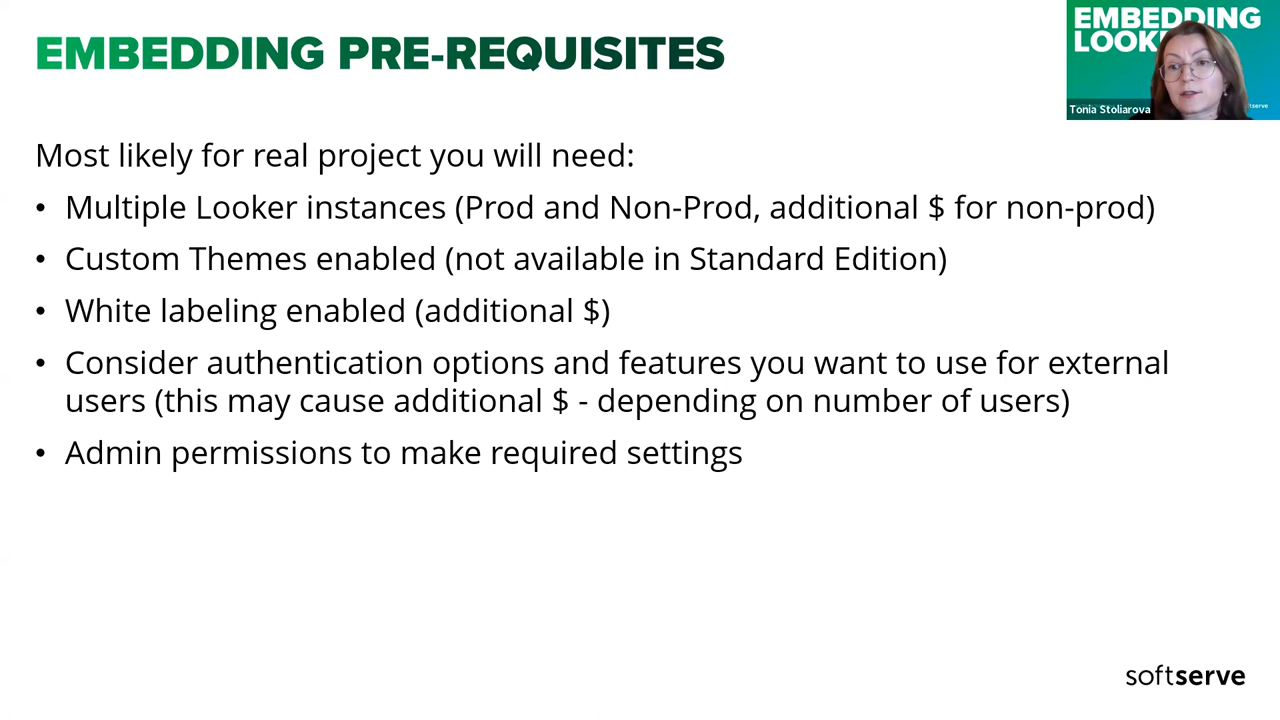 EMBEDDING PRE-REQUISITES
EMBEDDING
LOOK
Tonia Stoliarova
Most likely for real project you will need:
• Multiple Looker instances (Prod and Non-Prod, additional $ for non-prod)
• Custom Themes enabled (not available in Standard Edition)
• White labeling enabled (additional $)
• Consider authentication options and features you want to use for external
users (this may cause additional $ - depending on number of users)
• Admin permissions to make required settings
softserve